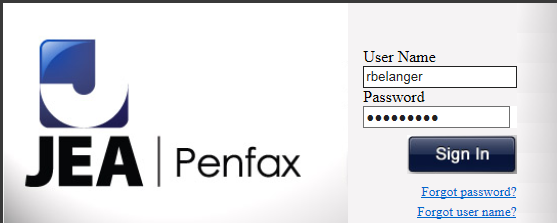 JEA | Penfax
User Name
rbelanger
Password
●●●●●●●●●
Sign In
Forgot password?
Forgot user name?